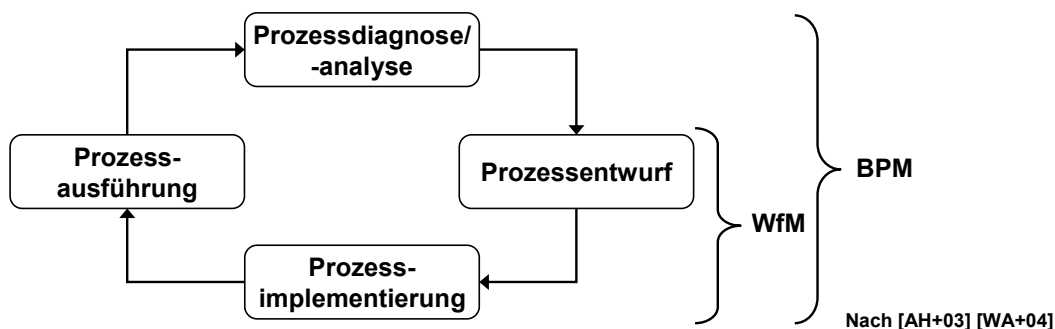 Prozessdiagnose/
-analyse
Prozess-
ausführung
Prozessentwurf
BPM
WfM
Prozess-
implementierung
Nach [AH+03] [WA+04]